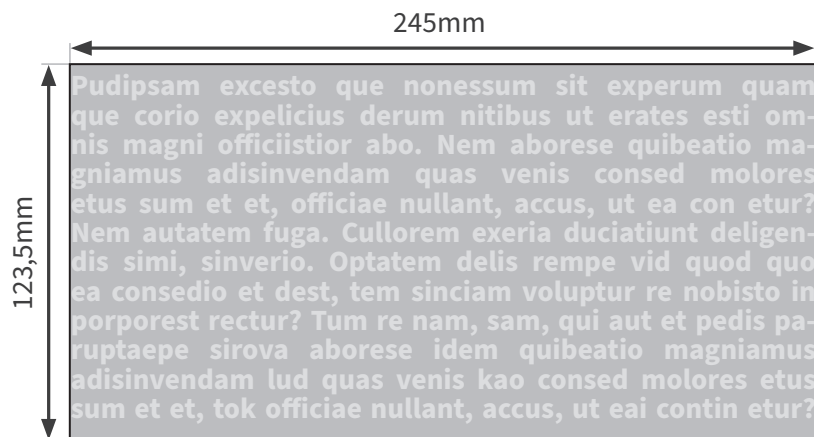 245mm
123,5mm
Pudipsam excesto que nonessum sit experum quam
que corio expelicius derum nitibus ut erates esti om-
nis magni officiistior abo. Nem aborese quibeatio ma-
gniamus adisinvendam quas venis consed molores
etus sum et et, officiae nullant, accus, ut ea con etur?
Nem autatem fuga. Cullorem exeria duciatiunt deligen-
dis simi, sinverio. Optatem delis rempe vid quod quo
ea consedio et dest, tem sinciam voluptur re nobisto in
porporest rectur? Tum re nam, sam, qui aut et pedis pa-
ruptaepe sirova aborese idem quibeatio magniamus
adisinvendam lud quas venis kao consed molores etus
sum et et, tok officiae nullant, accus, ut eai contin etur?